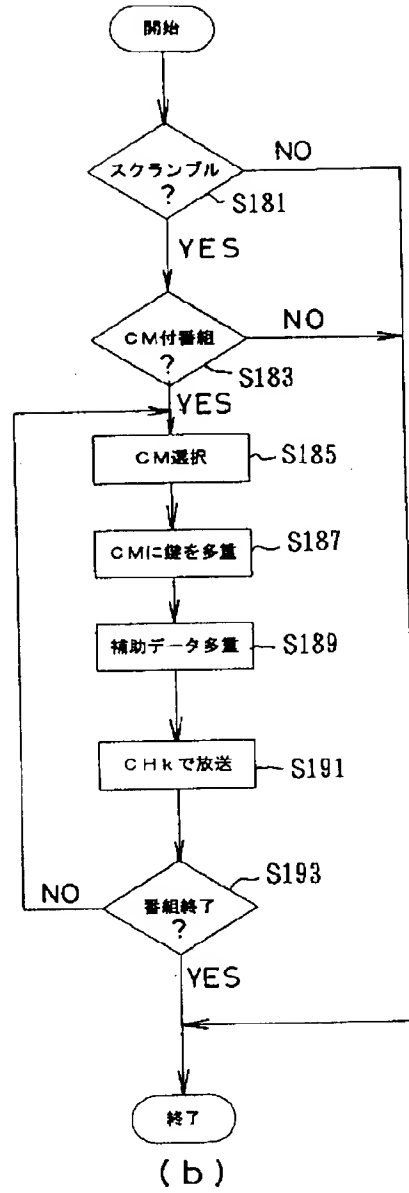 開始
スクランブル
?
NO
S181
YES
CM付番組
?
NO
S183
YES
CM選択
S185
CMに鍵を多重
S187
補助データ多重
S189
CHkで放送
S191
番組終了
?
S193
NO
YES
終了
(b)